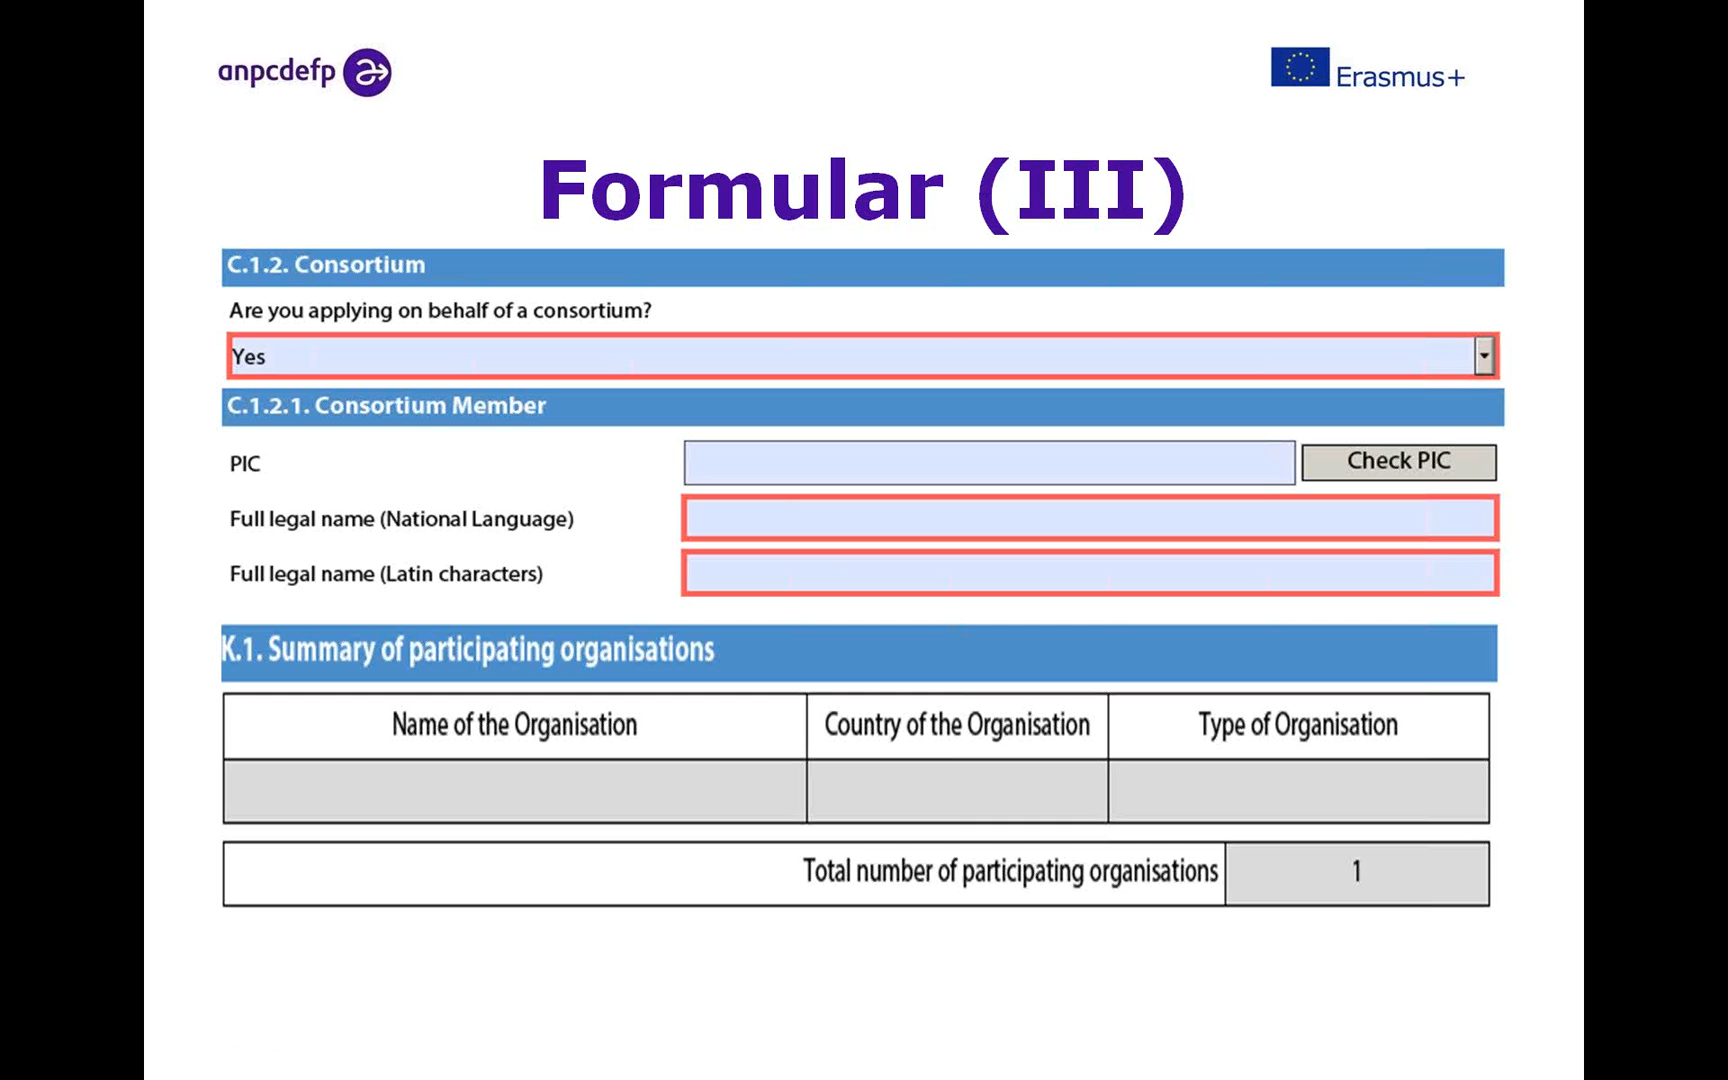 anpcdefp
Erasmus+
Formular (III)
C.1.2. Consortium
Are you applying on behalf of a consortium?
Yes
C.1.2.1. Consortium Member
PIC
Check PIC
Full legal name (National Language)
Full legal name (Latin characters)
K.1. Summary of participating organisations
Name of the Organisation Country of the Organisation Type of Organisation
Total number of participating organisations 1